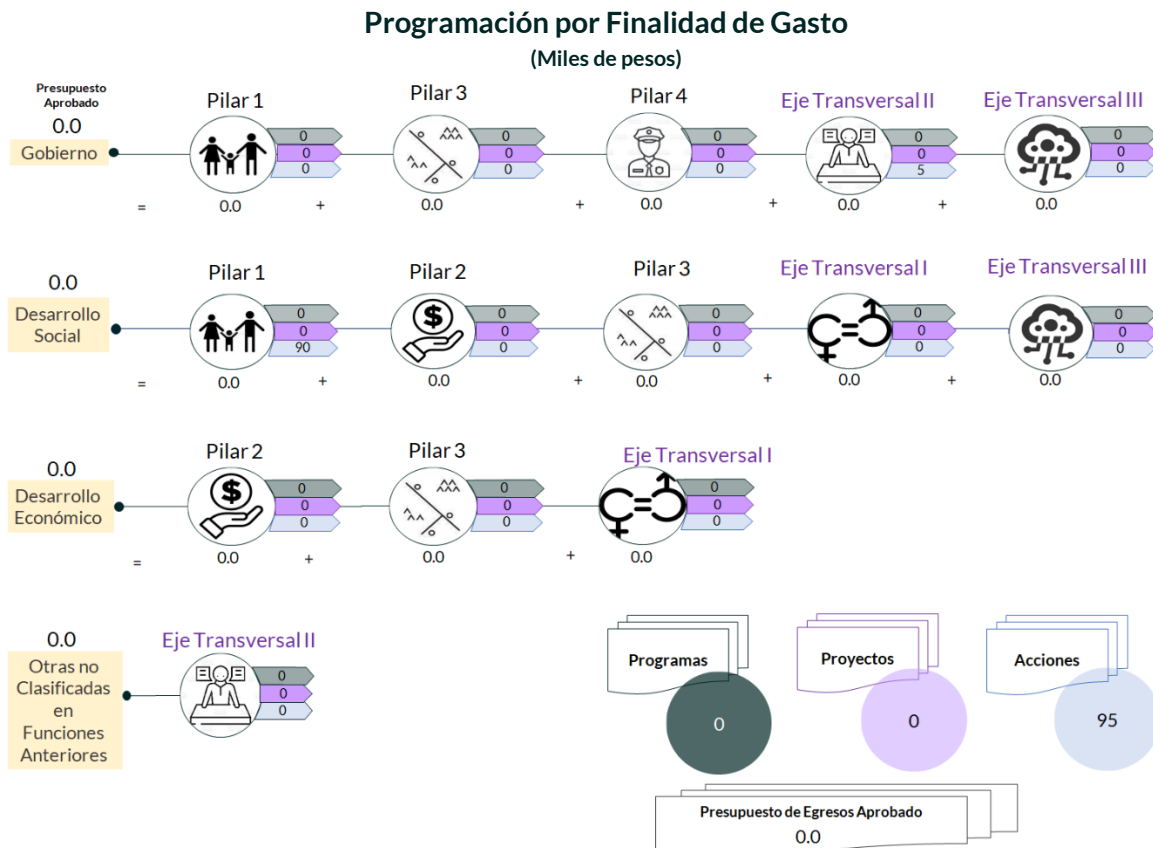 Programación por Finalidad de Gasto
(Miles de pesos)
Presupuesto
Aprobado
0.0
Gobierno
Pilar 1
0
0
0
Pilar 3
0
0
0
Pilar 4
0
0
0
Eje Transversal II
0
0
5
Eje Transversal III
0
0
0
= 0.0 + 0.0 + 0.0 + 0.0 + 0.0
0.0
Desarrollo
Social
Pilar 1
0
0
90
Pilar 2
$
0
0
0
Pilar 3
0
0
0
Eje Transversal I
0
0
0
Eje Transversal III
0
0
0
= 0.0 + 0.0 + 0.0 + 0.0 + 0.0
0.0
Desarrollo
Económico
Pilar 2
$
0
0
0
Pilar 3
0
0
0
Eje Transversal I
0
0
0
= 0.0 + 0.0 + 0.0
0.0
Otras no
Clasificadas
en
Funciones
Anteriores
Eje Transversal II
0
0
0
Programas
0
Proyectos
0
Acciones
95
Presupuesto de Egresos Aprobado
0.0